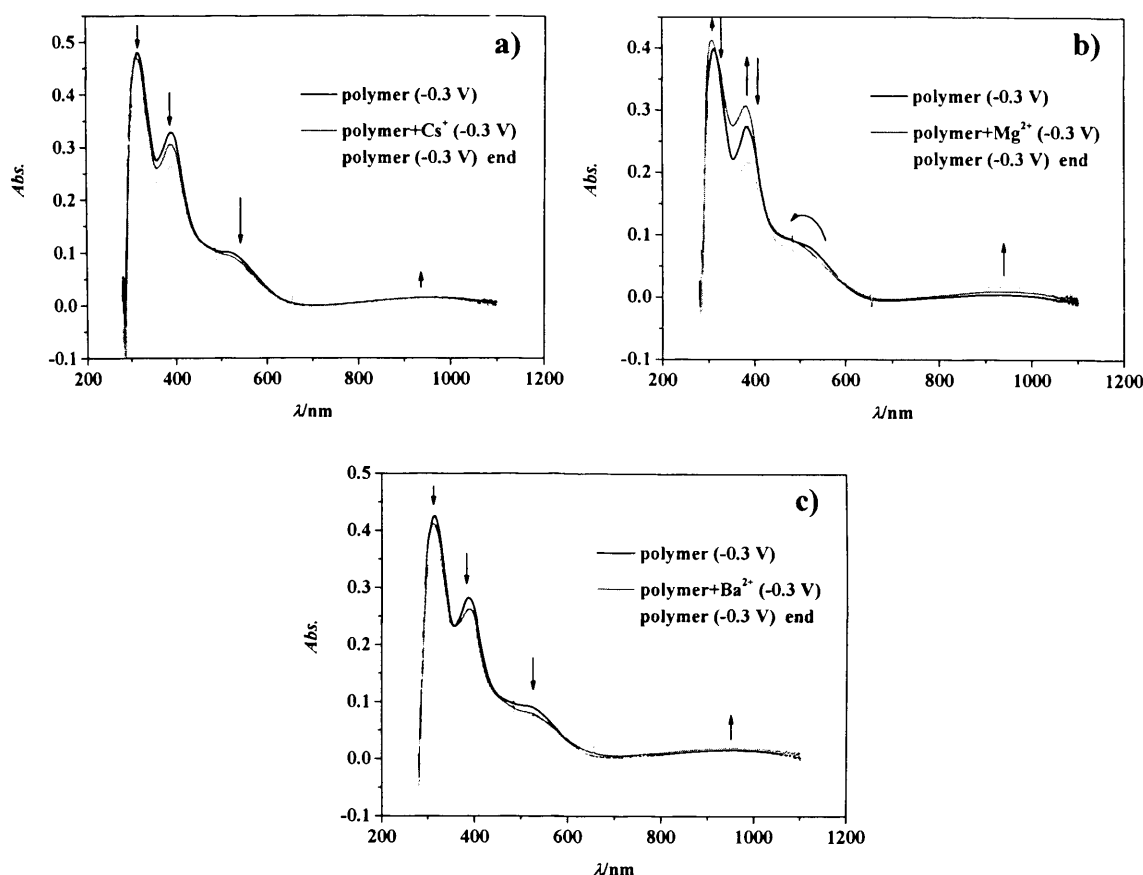 a)
polymer (-0.3 V)
polymer+Cs⁺ (-0.3 V)
polymer (-0.3 V) end
Abs.
0.5
0.4
0.3
0.2
0.1
0.0
-0.1
200 400 600 800 1000 1200
λ/nm
b)
polymer (-0.3 V)
polymer+Mg²⁺ (-0.3 V)
polymer (-0.3 V) end
Abs.
0.4
0.3
0.2
0.1
0.0
-0.1
200 400 600 800 1000 1200
λ/nm
c)
polymer (-0.3 V)
polymer+Ba²⁺ (-0.3 V)
polymer (-0.3 V) end
Abs.
0.5
0.4
0.3
0.2
0.1
0.0
-0.1
200 400 600 800 1000 1200
λ/nm